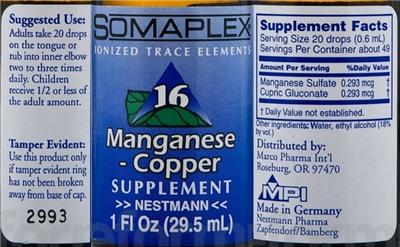 Suggested Use:
Adults take 20 drops
on the tongue or
rub into inner elbow
two to three times
daily. Children
receive 1/2 or less of
the adult amount.
Tamper Evident:
Use this product only
if tamper evident ring
has not been broken
away from base of cap.
2993
SOMAPLEX
IONIZED TRACE ELEMENTS
16
Manganese
- Copper
SUPPLEMENT
>> NESTMANN <<
1 Fl Oz (29.5 mL)
Supplement Facts
Serving Size 20 drops (0.6 mL)
Servings Per Container about 49
Amount Per Serving %Daily Value
Manganese Sulfate 0.293 mcg †
Cupric Gluconate 0.293 mcg †
† Daily Value not established.
Other ingredients: Water, ethyl alcohol (18%
by vol.)
Distributed by:
Marco Pharma Int'l
Roseburg, OR 97470
MPI
Made in Germany
Nestmann Pharma
Zapfendorf/Bamberg